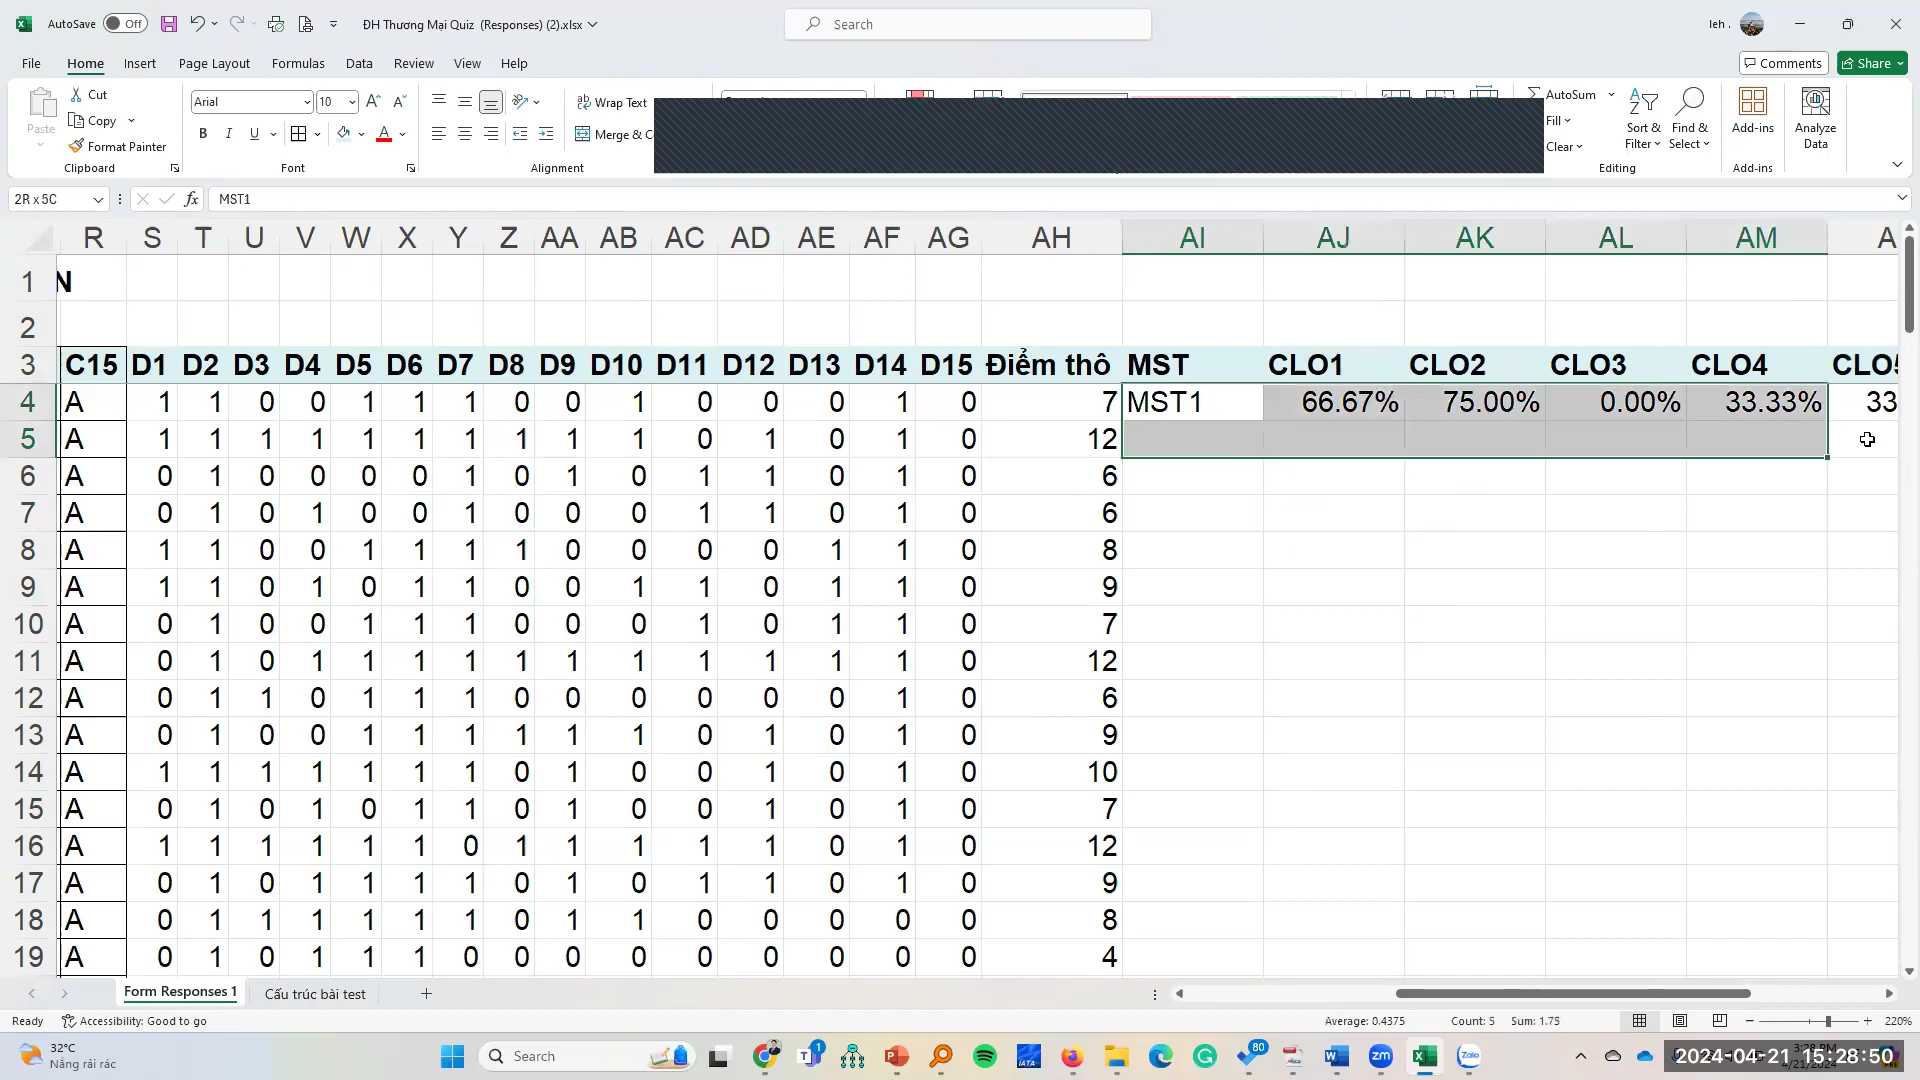 AutoSave Off ĐH Thương Mại Quiz (Responses) (2).xlsx Search leh .
File Home Insert Page Layout Formulas Data Review View Help Comments Share
Paste Cut Copy Format Painter Clipboard
Arial 10 B I U A Font
Wrap Text Merge & C Alignment
AutoSum Fill Clear Sort & Filter Find & Select Editing
Add-ins Add-ins Analyze Data
2R x 5C fx MST1
R S T U V W X Y Z AA AB AC AD AE AF AG AH AI AJ AK AL AM A
1 N
2
3 C15 D1 D2 D3 D4 D5 D6 D7 D8 D9 D10 D11 D12 D13 D14 D15 Điểm thô MST CLO1 CLO2 CLO3 CLO4 CLO5
4 A 1 1 0 0 1 1 1 0 0 1 0 0 0 1 0 7 MST1 66.67% 75.00% 0.00% 33.33% 33
5 A 1 1 1 1 1 1 1 1 1 1 0 1 0 1 0 12
6 A 0 1 0 0 0 0 1 0 1 0 1 1 0 1 0 6
7 A 0 1 0 1 0 0 1 0 0 0 1 1 0 1 0 6
8 A 1 1 0 0 1 1 1 1 0 0 0 0 1 1 0 8
9 A 1 1 0 1 0 1 1 0 0 1 1 0 1 1 0 9
10 A 0 1 0 0 1 1 1 0 0 0 1 0 1 1 0 7
11 A 0 1 0 1 1 1 1 1 1 1 1 1 1 1 0 12
12 A 0 1 1 0 1 1 1 0 0 0 0 0 0 1 0 6
13 A 0 1 0 0 1 1 1 1 1 1 0 1 0 1 0 9
14 A 1 1 1 1 1 1 1 0 1 0 0 1 0 1 0 10
15 A 0 1 0 1 0 1 1 0 1 0 0 1 0 1 0 7
16 A 1 1 1 1 1 1 0 1 1 1 1 1 0 1 0 12
17 A 0 1 0 1 1 1 1 0 1 0 1 1 0 1 0 9
18 A 0 1 1 1 1 1 1 0 1 1 0 0 0 0 0 8
19 A 0 1 0 1 1 1 0 0 0 0 0 0 0 0 0 4
Form Responses 1 Cấu trúc bài test
Ready Accessibility: Good to go Average: 0.4375 Count: 5 Sum: 1.75 220%
32°C
Nắng rải rác
Search 1 IATA 80 zm Zalo
2024-04-21 15:28:50